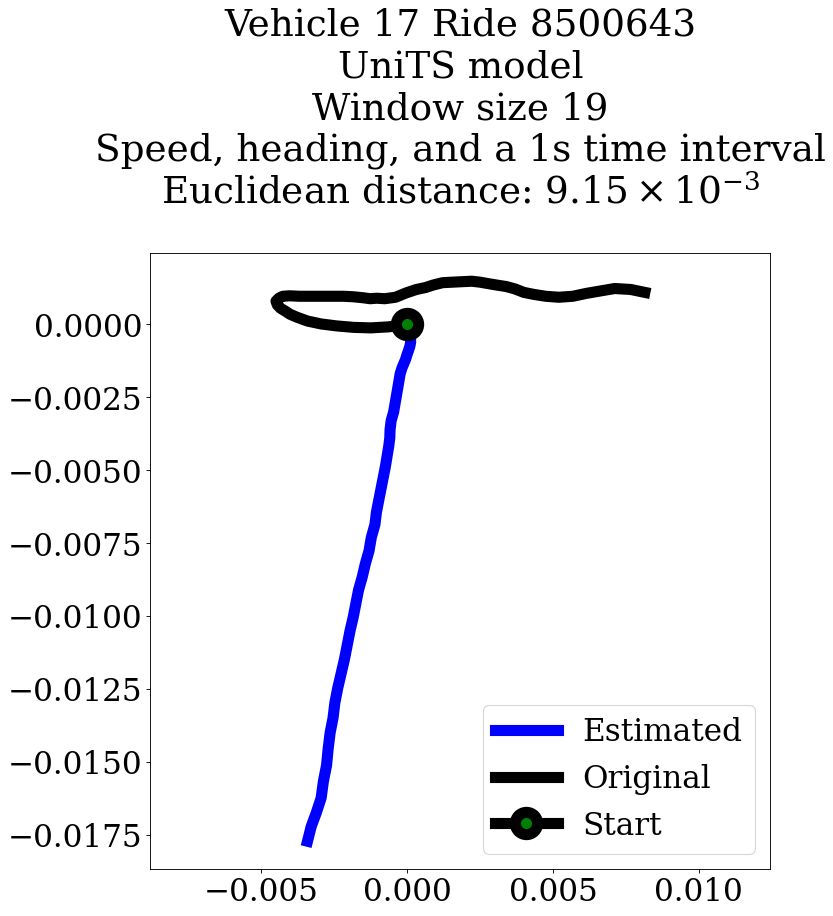 Vehicle 17 Ride 8500643
UniTS model
Window size 19
Speed, heading, and a 1s time interval
Euclidean distance: 9.15 × 10⁻³
0.0000
−0.0025
−0.0050
−0.0075
−0.0100
−0.0125
−0.0150
−0.0175
Estimated
Original
Start
−0.005 0.000 0.005 0.010